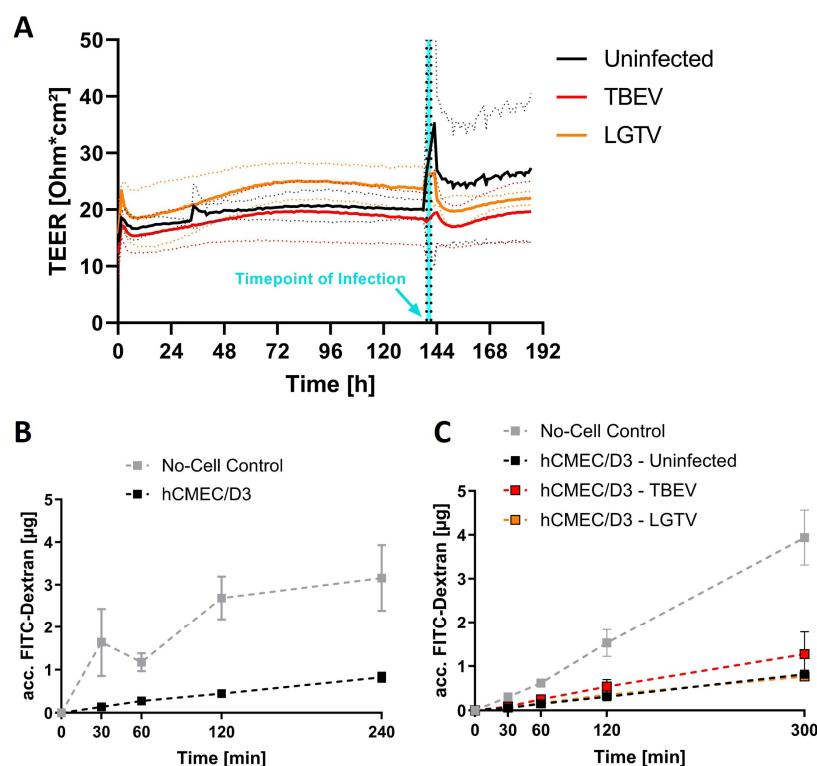 A
TEER [Ohm*cm²]
50
40
30
20
10
0
Timepoint of Infection
0 24 48 72 96 120 144 168 192
Time [h]
Uninfected
TBEV
LGTV
B
No-Cell Control
hCMEC/D3
acc. FITC-Dextran [µg]
5
4
3
2
1
0
0 30 60 120 240
Time [min]
C
No-Cell Control
hCMEC/D3 - Uninfected
hCMEC/D3 - TBEV
hCMEC/D3 - LGTV
acc. FITC-Dextran [µg]
5
4
3
2
1
0
0 30 60 120 300
Time [min]